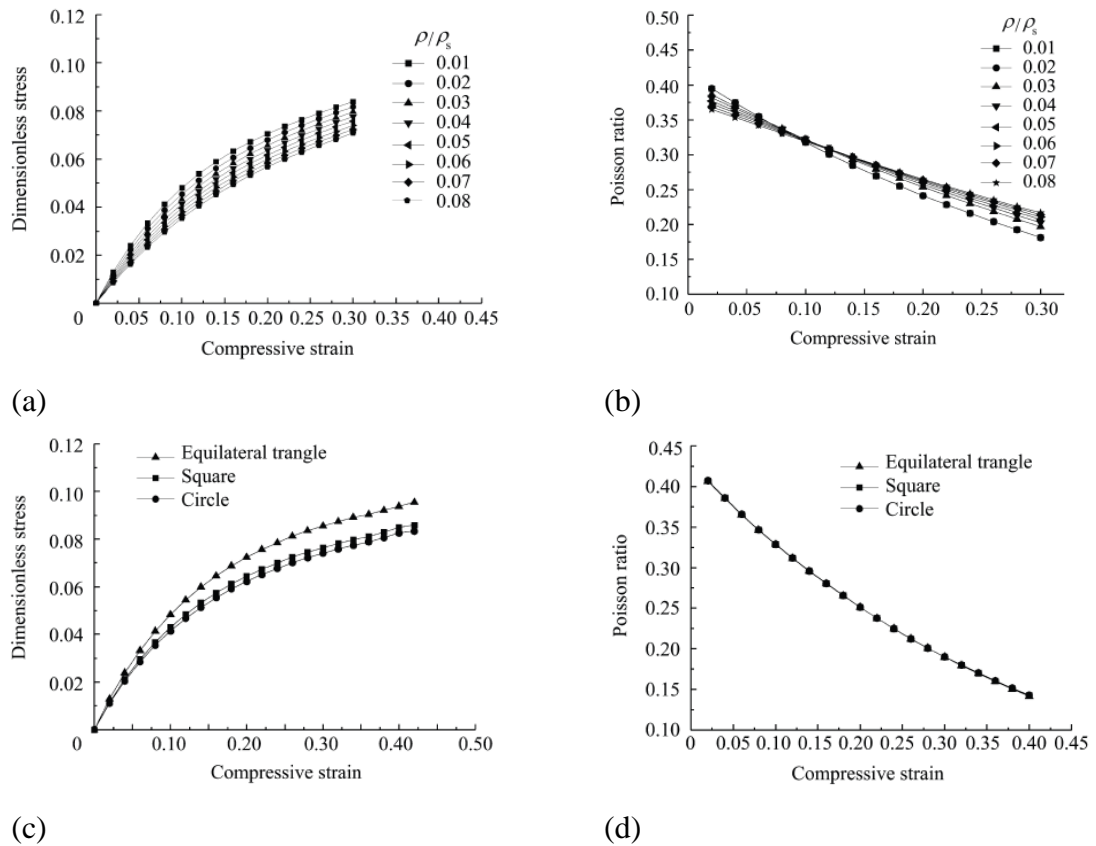 0.12
0.10
0.08
0.06
0.04
0.02
0
0.05 0.10 0.15 0.20 0.25 0.30 0.35 0.40 0.45
Dimensionless stress
Compressive strain
ρ/ρs
0.01
0.02
0.03
0.04
0.05
0.06
0.07
0.08
(a)
0.50
0.45
0.40
0.35
0.30
0.25
0.20
0.15
0.10
0
0.05 0.10 0.15 0.20 0.25 0.30
Poisson ratio
Compressive strain
ρ/ρs
0.01
0.02
0.03
0.04
0.05
0.06
0.07
0.08
(b)
0.12
0.10
0.08
0.06
0.04
0.02
0
0.10 0.20 0.30 0.40 0.50
Dimensionless stress
Compressive strain
Equilateral trangle
Square
Circle
(c)
0.45
0.40
0.35
0.30
0.25
0.20
0.15
0.10
0 0.05 0.10 0.15 0.20 0.25 0.30 0.35 0.40 0.45
Poisson ratio
Compressive strain
Equilateral trangle
Square
Circle
(d)